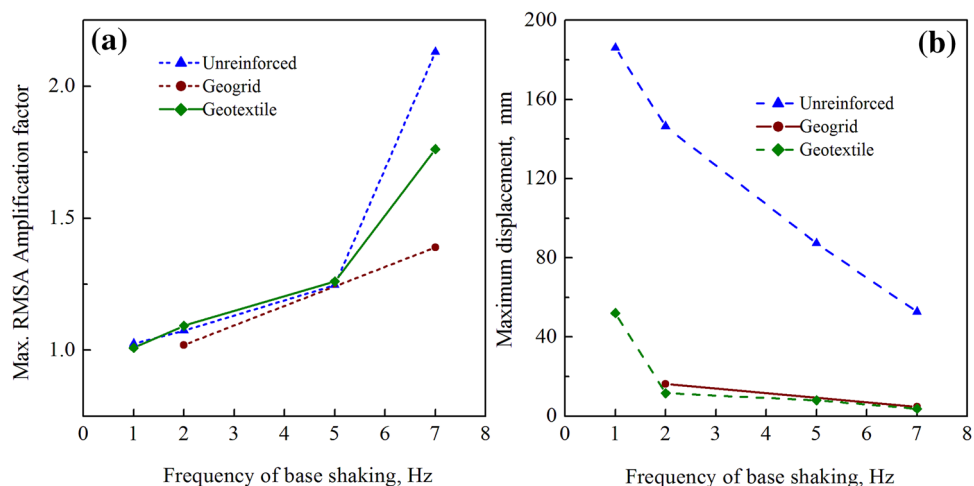 (a)
Unreinforced
Geogrid
Geotextile
Max. RMSA Amplification factor
2.0
1.5
1.0
0 1 2 3 4 5 6 7 8
Frequency of base shaking, Hz
(b)
Unreinforced
Geogrid
Geotextile
Maximum displacement, mm
200
160
120
80
40
0
0 1 2 3 4 5 6 7 8
Frequency of base shaking, Hz